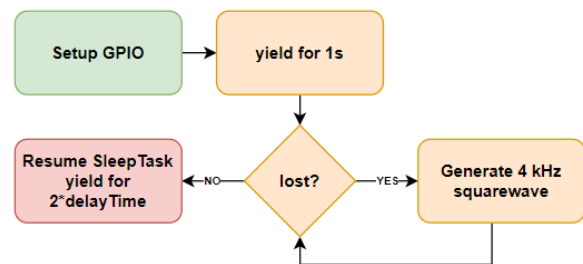 Setup GPIO
yield for 1s
Resume SleepTask
yield for
2*delayTime
NO
lost?
YES
Generate 4 kHz
squarewave